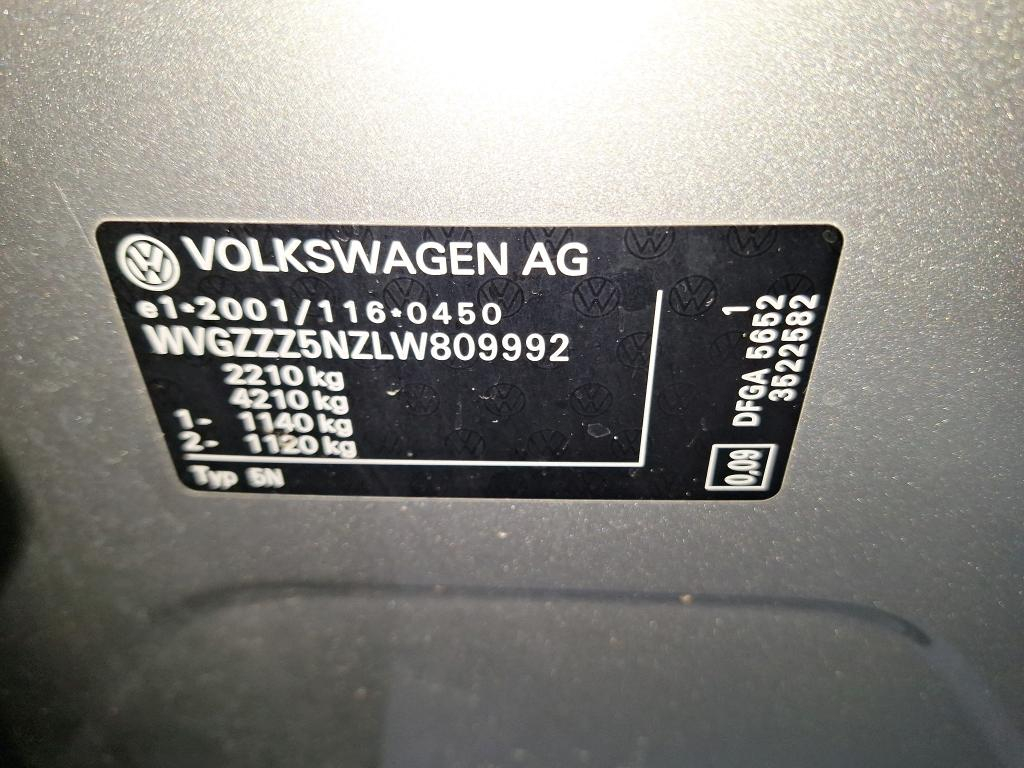 VOLKSWAGEN AG
e1*2001/116*0450
WVGZZZ5NZLW809992
2210 kg
4210 kg
1- 1140 kg
2- 1120 kg
Typ 5N
1
DFGA 5652
3522582
0,09